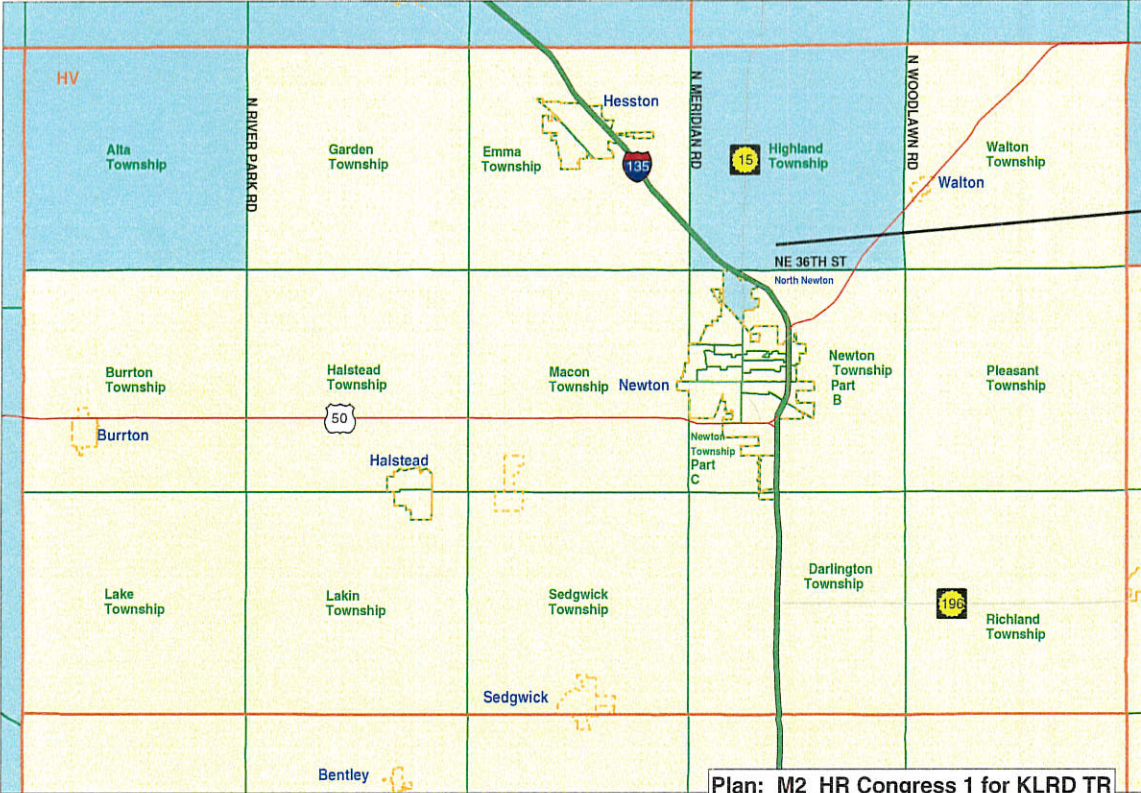 HV
N RIVER PARK RD
N MERIDIAN RD
N WOODLAWN RD
Hesston
Alta
Township
Garden
Township
Emma
Township
135
15
Highland
Township
Walton
Township
Walton
NE 36TH ST
North Newton
Burrton
Township
Halstead
Township
Macon
Township
Newton
Newton
Township
Part
B
Pleasant
Township
50
Burrton
Halstead
Newton
Township
Part
C
Lake
Township
Lakin
Township
Sedgwick
Township
Darlington
Township
196
Richland
Township
Sedgwick
Bentley
Plan: M2 HR Congress 1 for KLRD TR